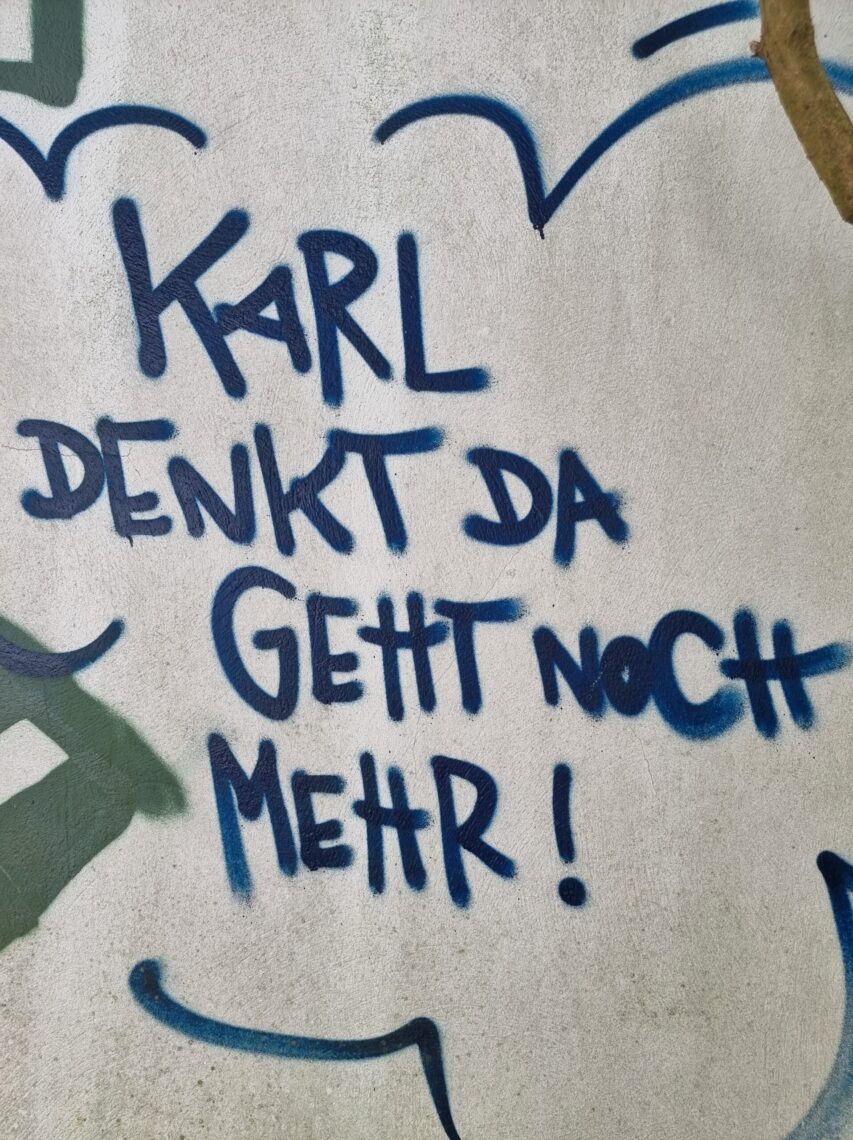 KARL
DENKT DA
GEHT NOCH
MEHR!